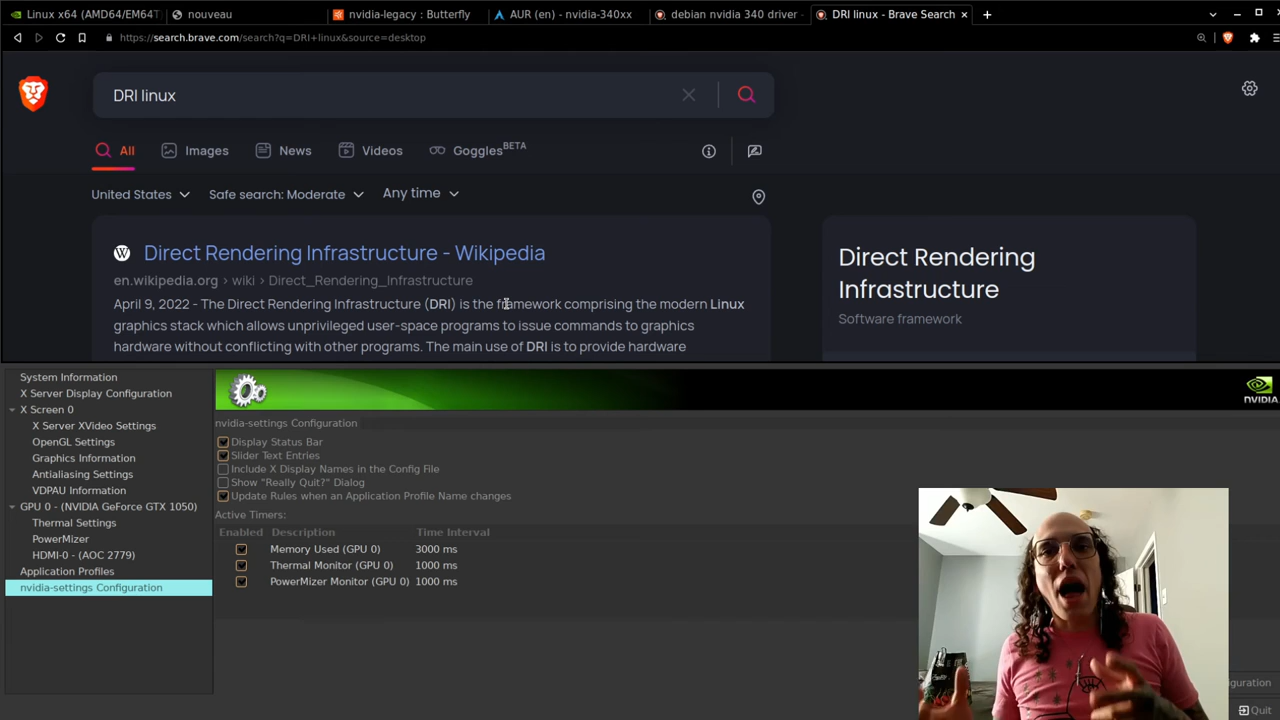 Linux x64 (AMD64/EM64T
nouveau
nvidia-legacy : Butterfly
AUR (en) - nvidia-340xx
debian nvidia 340 driver -
DRI linux - Brave Search
https://search.brave.com/search?q=DRI+linux&source=desktop
DRI linux
All
Images
News
Videos
Goggles BETA
United States
Safe search: Moderate
Any time
Direct Rendering Infrastructure - Wikipedia
en.wikipedia.org › wiki › Direct_Rendering_Infrastructure
April 9, 2022 - The Direct Rendering Infrastructure (DRI) is the framework comprising the modern Linux
graphics stack which allows unprivileged user-space programs to issue commands to graphics
hardware without conflicting with other programs. The main use of DRI is to provide hardware
Direct Rendering
Infrastructure
Software framework
System Information
X Server Display Configuration
X Screen 0
X Server XVideo Settings
OpenGL Settings
Graphics Information
Antialiasing Settings
VDPAU Information
GPU 0 - (NVIDIA GeForce GTX 1050)
Thermal Settings
PowerMizer
HDMI-0 - (AOC 2779)
Application Profiles
nvidia-settings Configuration
NVIDIA
nvidia-settings Configuration
Display Status Bar
Slider Text Entries
Include X Display Names in the Config File
Show "Really Quit?" Dialog
Update Rules when an Application Profile Name changes
Active Timers:
Enabled Description Time Interval
Memory Used (GPU 0) 3000 ms
Thermal Monitor (GPU 0) 1000 ms
PowerMizer Monitor (GPU 0) 1000 ms
guration
Quit